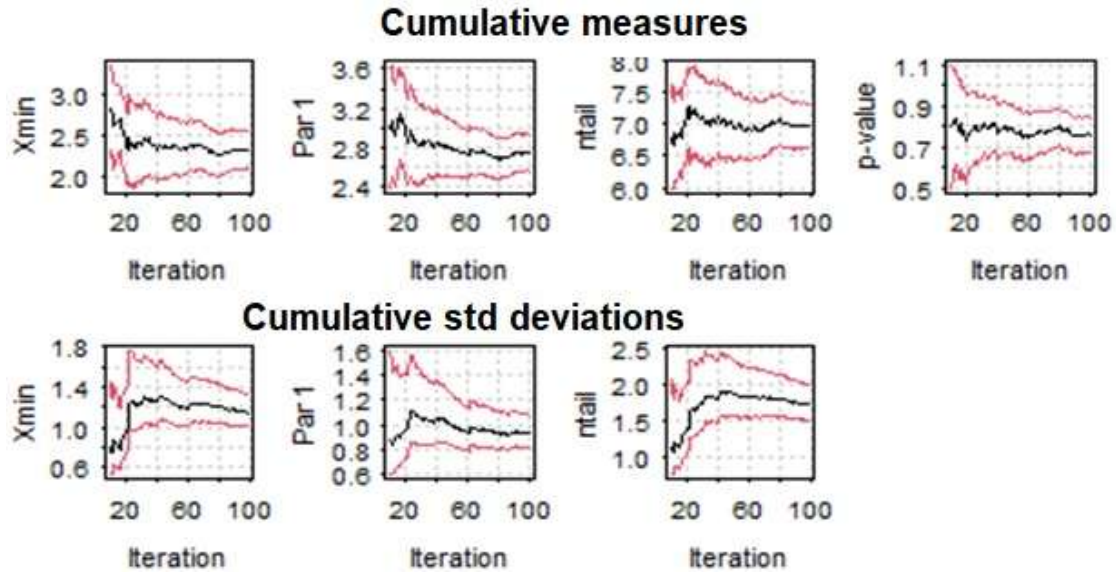 Cumulative measures
Xmin
3.0
2.5
2.0
20 60 100
Iteration
Par 1
3.6
3.2
2.8
2.4
20 60 100
Iteration
ntail
8.0
7.5
7.0
6.5
6.0
20 60 100
Iteration
p-value
1.1
0.9
0.7
0.5
20 60 100
Iteration
Cumulative std deviations
Xmin
1.8
1.4
1.0
0.6
20 60 100
Iteration
Par 1
1.6
1.4
1.2
1.0
0.8
0.6
20 60 100
Iteration
ntail
2.5
2.0
1.5
1.0
20 60 100
Iteration